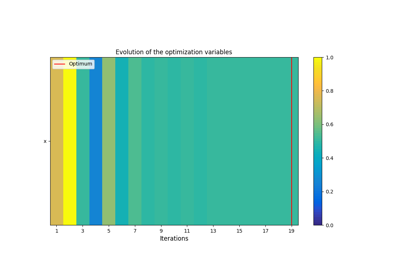 Evolution of the optimization variables
Optimum
x
1 3 5 7 9 11 13 15 17 19
Iterations
1.0
0.8
0.6
0.4
0.2
0.0